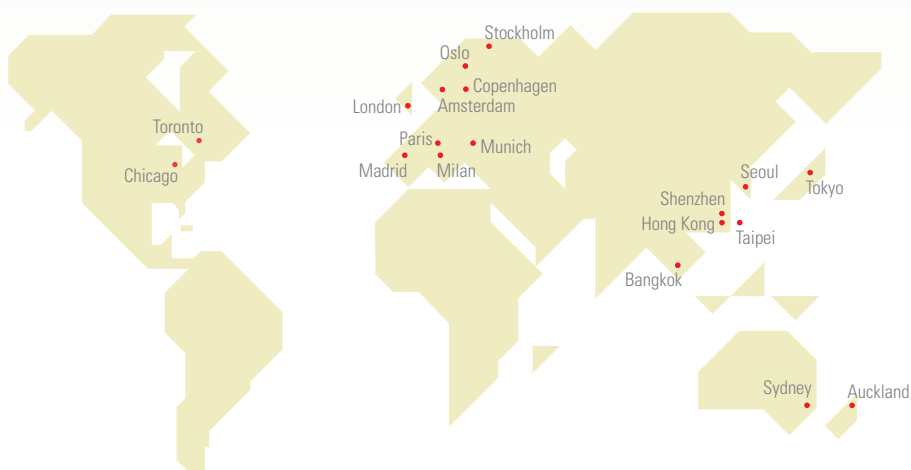 Stockholm
Oslo
Copenhagen
London
Amsterdam
Toronto
Paris
Munich
Chicago
Madrid
Milan
Seoul
Tokyo
Shenzhen
Hong Kong
Taipei
Bangkok
Sydney
Auckland